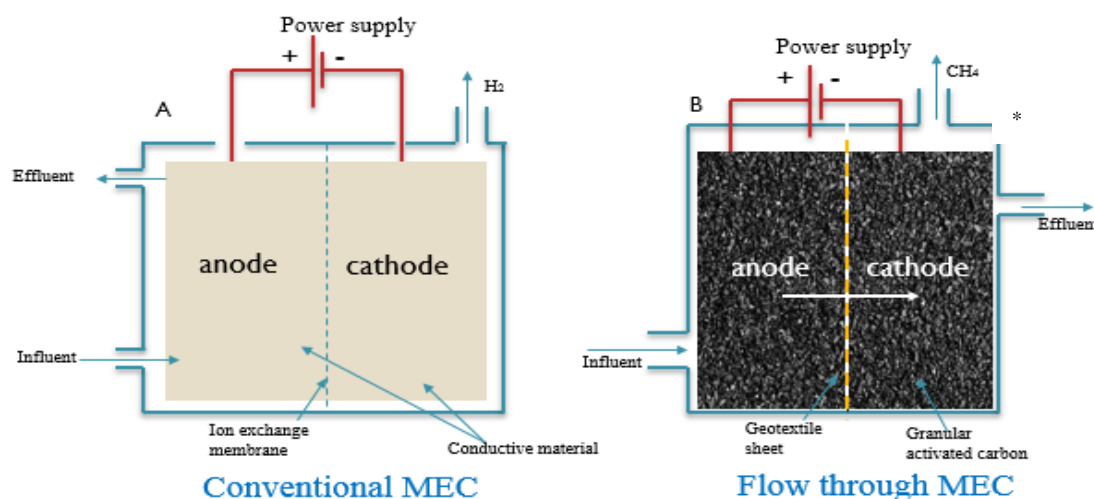 Power supply
+ -
H₂
A
Effluent
anode cathode
Influent
Ion exchange
membrane
Conductive material
Conventional MEC
Power supply
+ -
CH₄
B
*
Effluent
anode cathode
Influent
Geotextile
sheet
Granular
activated carbon
Flow through MEC